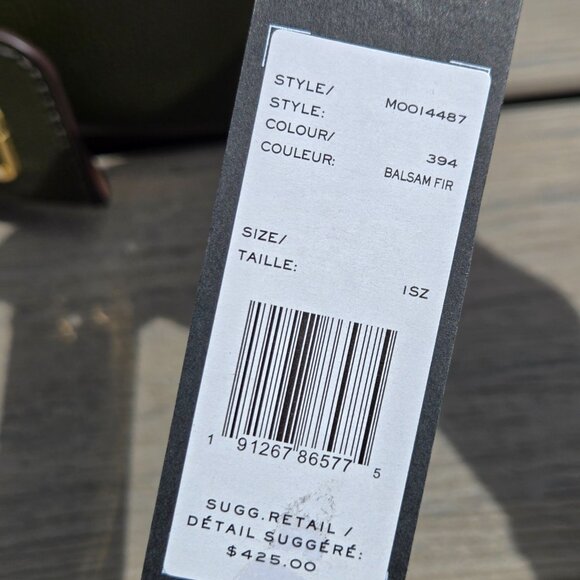 STYLE/
STYLE: M0014487
COLOUR/
COULEUR: 394
BALSAM FIR
SIZE/
TAILLE: 1SZ
1 91267 86577 5
SUGG.RETAIL /
DÉTAIL SUGGÉRÉ:
$425.00